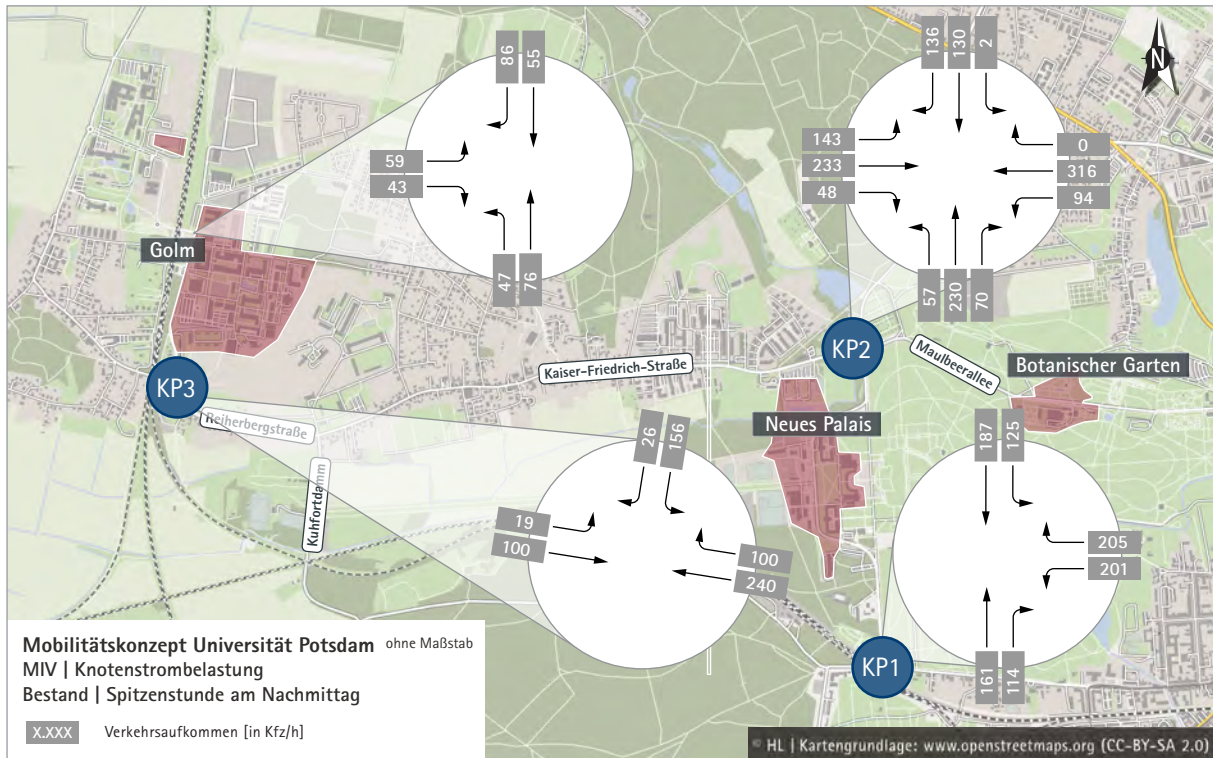 86
55
59
43
47
76
136
130
2
143
233
48
0
316
94
57
230
70
N
Golm
KP3
Reiherbergstraße
Kuhfortdamm
Kaiser-Friedrich-Straße
KP2
Maulbeerallee
Botanischer Garten
Neues Palais
26
156
19
100
100
240
187
125
205
201
161
114
KP1
Mobilitätskonzept Universität Potsdam ohne Maßstab
MIV | Knotenstrombelastung
Bestand | Spitzenstunde am Nachmittag
X.XXX Verkehrsaufkommen [in Kfz/h]
© HL | Kartengrundlage: www.openstreetmaps.org (CC-BY-SA 2.0)